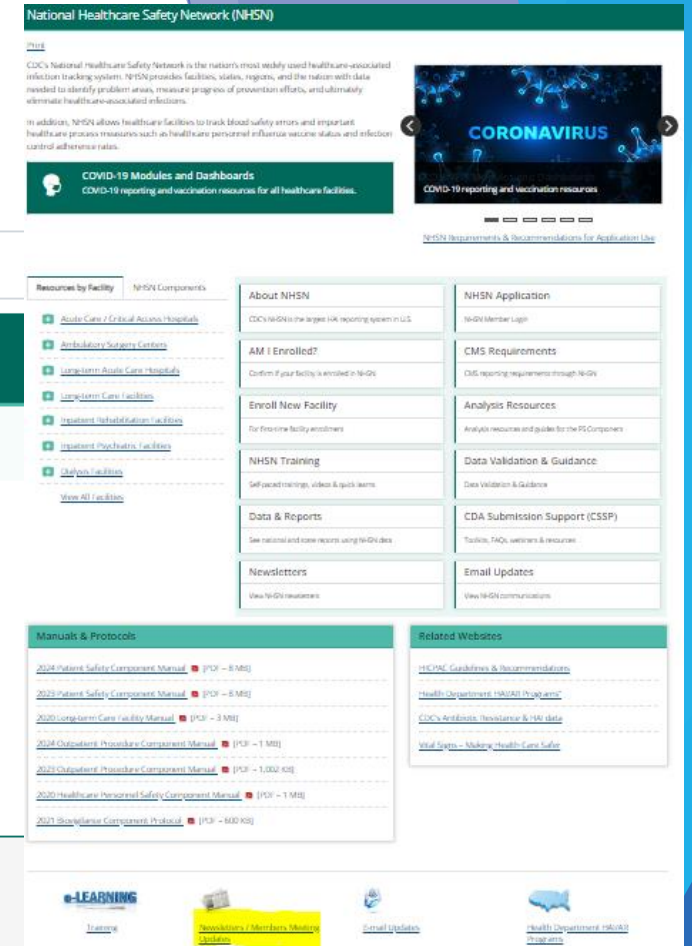 National Healthcare Safety Network (NHSN)
Print
CDC's National Healthcare Safety Network is the nation's most widely used healthcare-associated
infection tracking system. NHSN provides facilities, states, regions, and the nation with data
needed to identify problem areas, measure progress of prevention efforts, and ultimately
eliminate healthcare-associated infections.
In addition, NHSN allows healthcare facilities to track blood safety errors and important
healthcare process measures such as healthcare personnel influenza vaccine status and infection
control adherence rates.
COVID-19 Modules and Dashboards
COVID-19 reporting and vaccination resources for all healthcare facilities.
CORONAVIRUS
COVID-19 reporting and vaccination resources
NHSN Requirements & Recommendations for Application Use
Resources by Facility
NHSN Components
Acute Care / Critical Access Hospitals
Ambulatory Surgery Centers
Long-term Acute Care Hospitals
Long-term Care Facilities
Inpatient Rehabilitation Facilities
Inpatient Psychiatric Facilities
Dialysis Facilities
View All Facilities
About NHSN
CDC's NHSN is the largest HAI reporting system in U.S.
NHSN Application
NHSN Member Login
AM I Enrolled?
Confirm if your facility is enrolled in NHSN
CMS Requirements
CMS reporting requirements through NHSN
Enroll New Facility
For first-time facility enrollment
Analysis Resources
Analysis resources and guides for the PS Component
NHSN Training
Self-paced trainings, videos & quick learns
Data Validation & Guidance
Data Validation & Guidance
Data & Reports
See national and state reports using NHSN data
CDA Submission Support (CSSP)
Toolkits, FAQs, webinars & resources
Newsletters
View NHSN newsletters
Email Updates
View NHSN communications
Manuals & Protocols
2024 Patient Safety Component Manual [PDF – 8 MB]
2023 Patient Safety Component Manual [PDF – 8 MB]
2020 Long-term Care Facility Manual [PDF – 3 MB]
2024 Outpatient Procedure Component Manual [PDF – 1 MB]
2023 Outpatient Procedure Component Manual [PDF – 1,002 KB]
2020 Healthcare Personnel Safety Component Manual [PDF – 1 MB]
2021 Biovigilance Component Protocol [PDF – 600 KB]
Related Websites
HICPAC Guidelines & Recommendations
Health Department HAI/AR Programs"
CDC's Antibiotic Resistance & HAI data
Vital Signs – Making Health Care Safer
e-LEARNING
Training
Newsletters / Members Meeting
Updates
E-mail Updates
Health Department HAI/AR
Programs